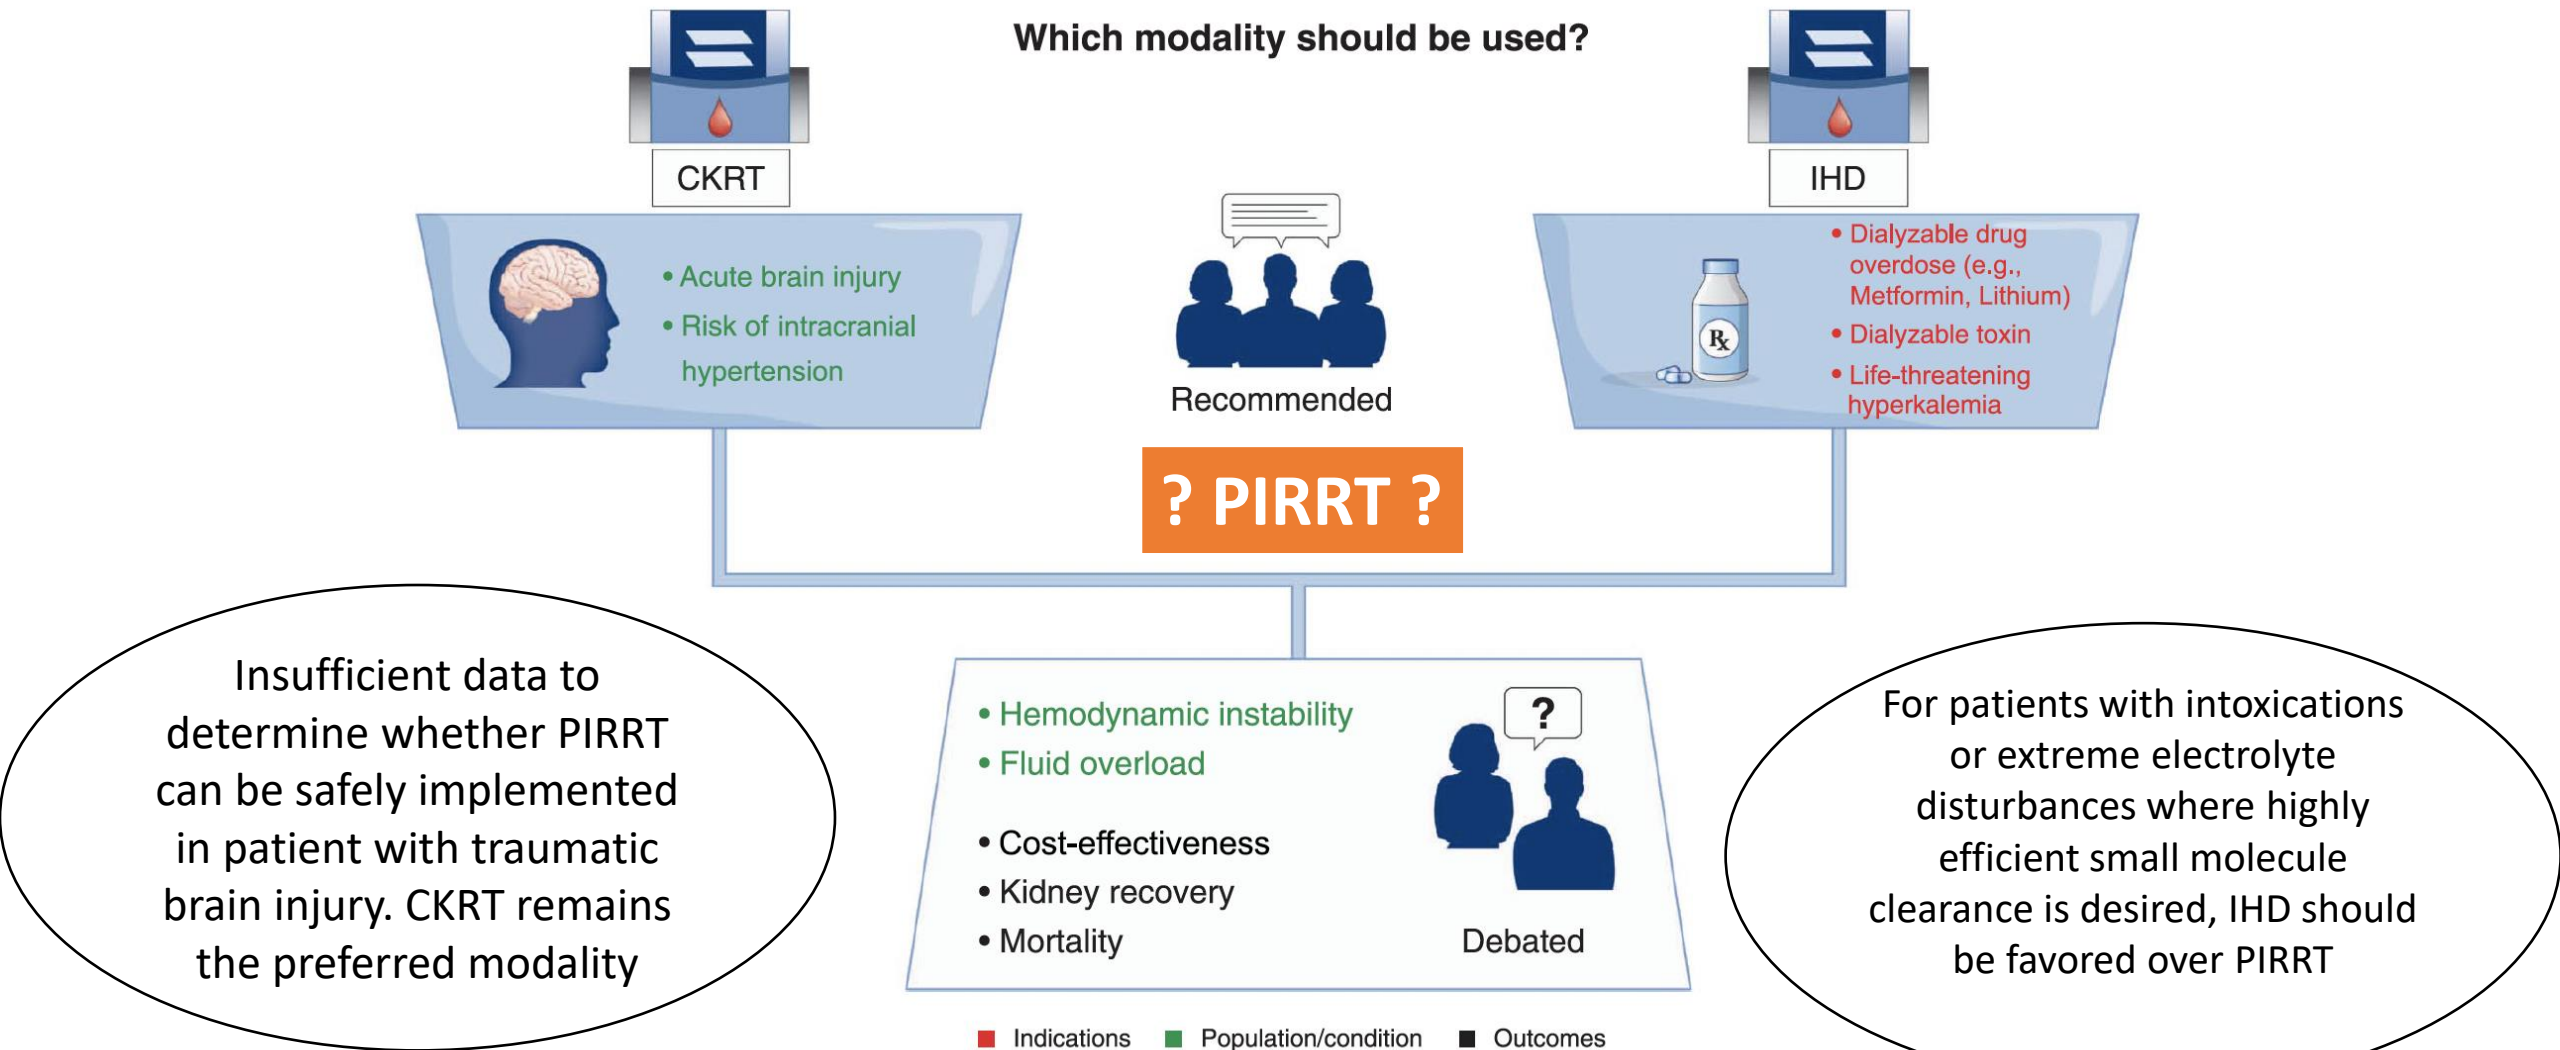 Which modality should be used?
CKRT
IHD
• Acute brain injury
• Risk of intracranial
hypertension
Recommended
Rx
• Dialyzable drug
overdose (e.g.,
Metformin, Lithium)
• Dialyzable toxin
• Life-threatening
hyperkalemia
? PIRRT ?
Insufficient data to
determine whether PIRRT
can be safely implemented
in patient with traumatic
brain injury. CKRT remains
the preferred modality
• Hemodynamic instability
• Fluid overload
• Cost-effectiveness
• Kidney recovery
• Mortality
?
Debated
For patients with intoxications
or extreme electrolyte
disturbances where highly
efficient small molecule
clearance is desired, IHD should
be favored over PIRRT
Indications
Population/condition
Outcomes